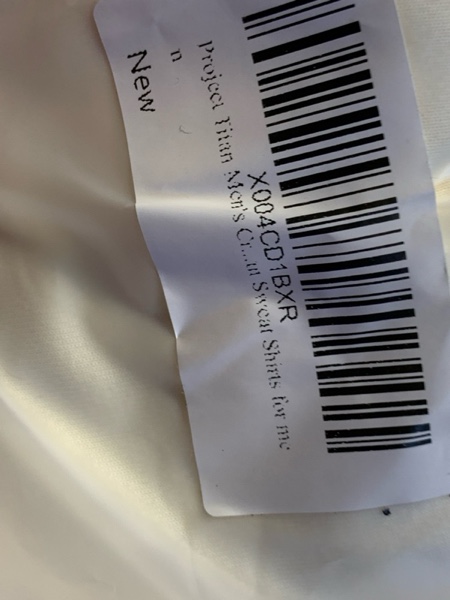 X004CD1BXR
Project Titan Men's Cr...m Sweat Shirts for me
n
New